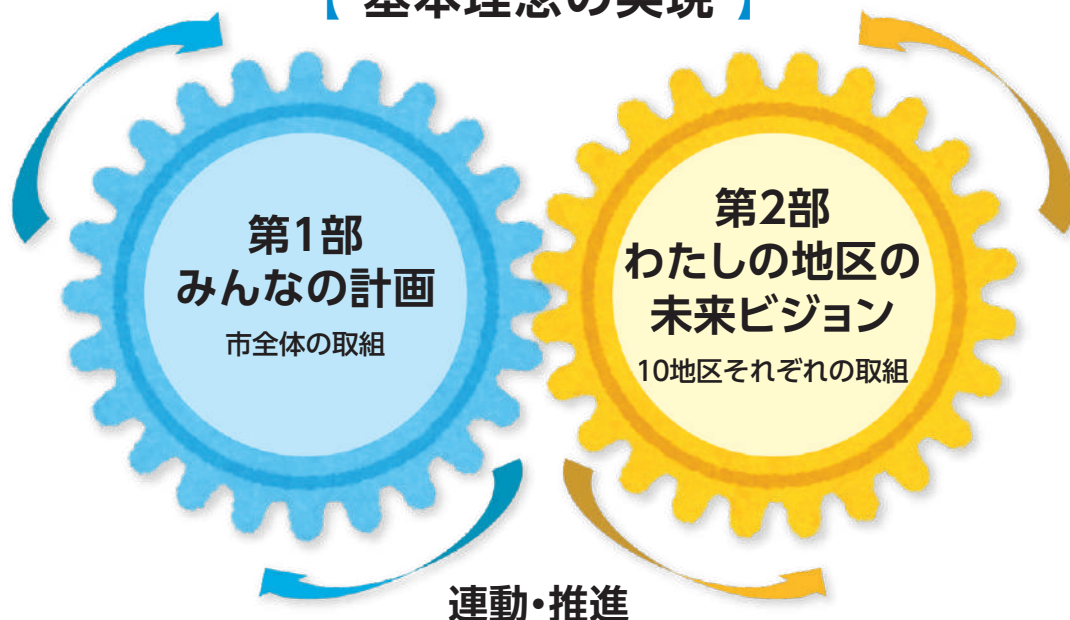 【 基本理念の実現 】
第1部
みんなの計画
市全体の取組
第2部
わたしの地区の
未来ビジョン
10地区それぞれの取組
連動・推進